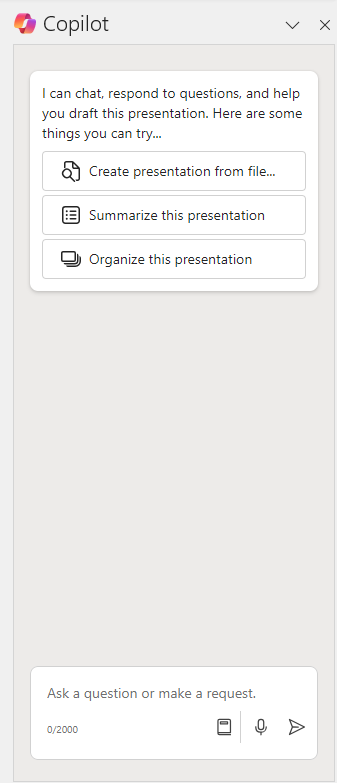 Copilot
I can chat, respond to questions, and help
you draft this presentation. Here are some
things you can try...
Create presentation from file...
Summarize this presentation
Organize this presentation
Ask a question or make a request.
0/2000